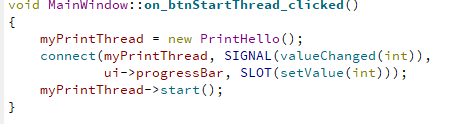 void MainWindow::on_btnStartThread_clicked()
{
    myPrintThread = new PrintHello();
    connect(myPrintThread, SIGNAL(valueChanged(int)),
            ui->progressBar, SLOT(setValue(int)));
    myPrintThread->start();
}